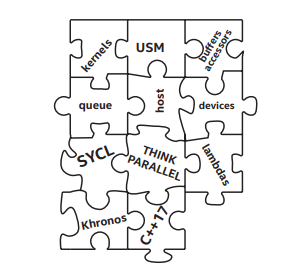 kernels
USM
buffers
accessors
queue
host
devices
SYCL
THINK
PARALLEL
lambdas
Khronos
C++17